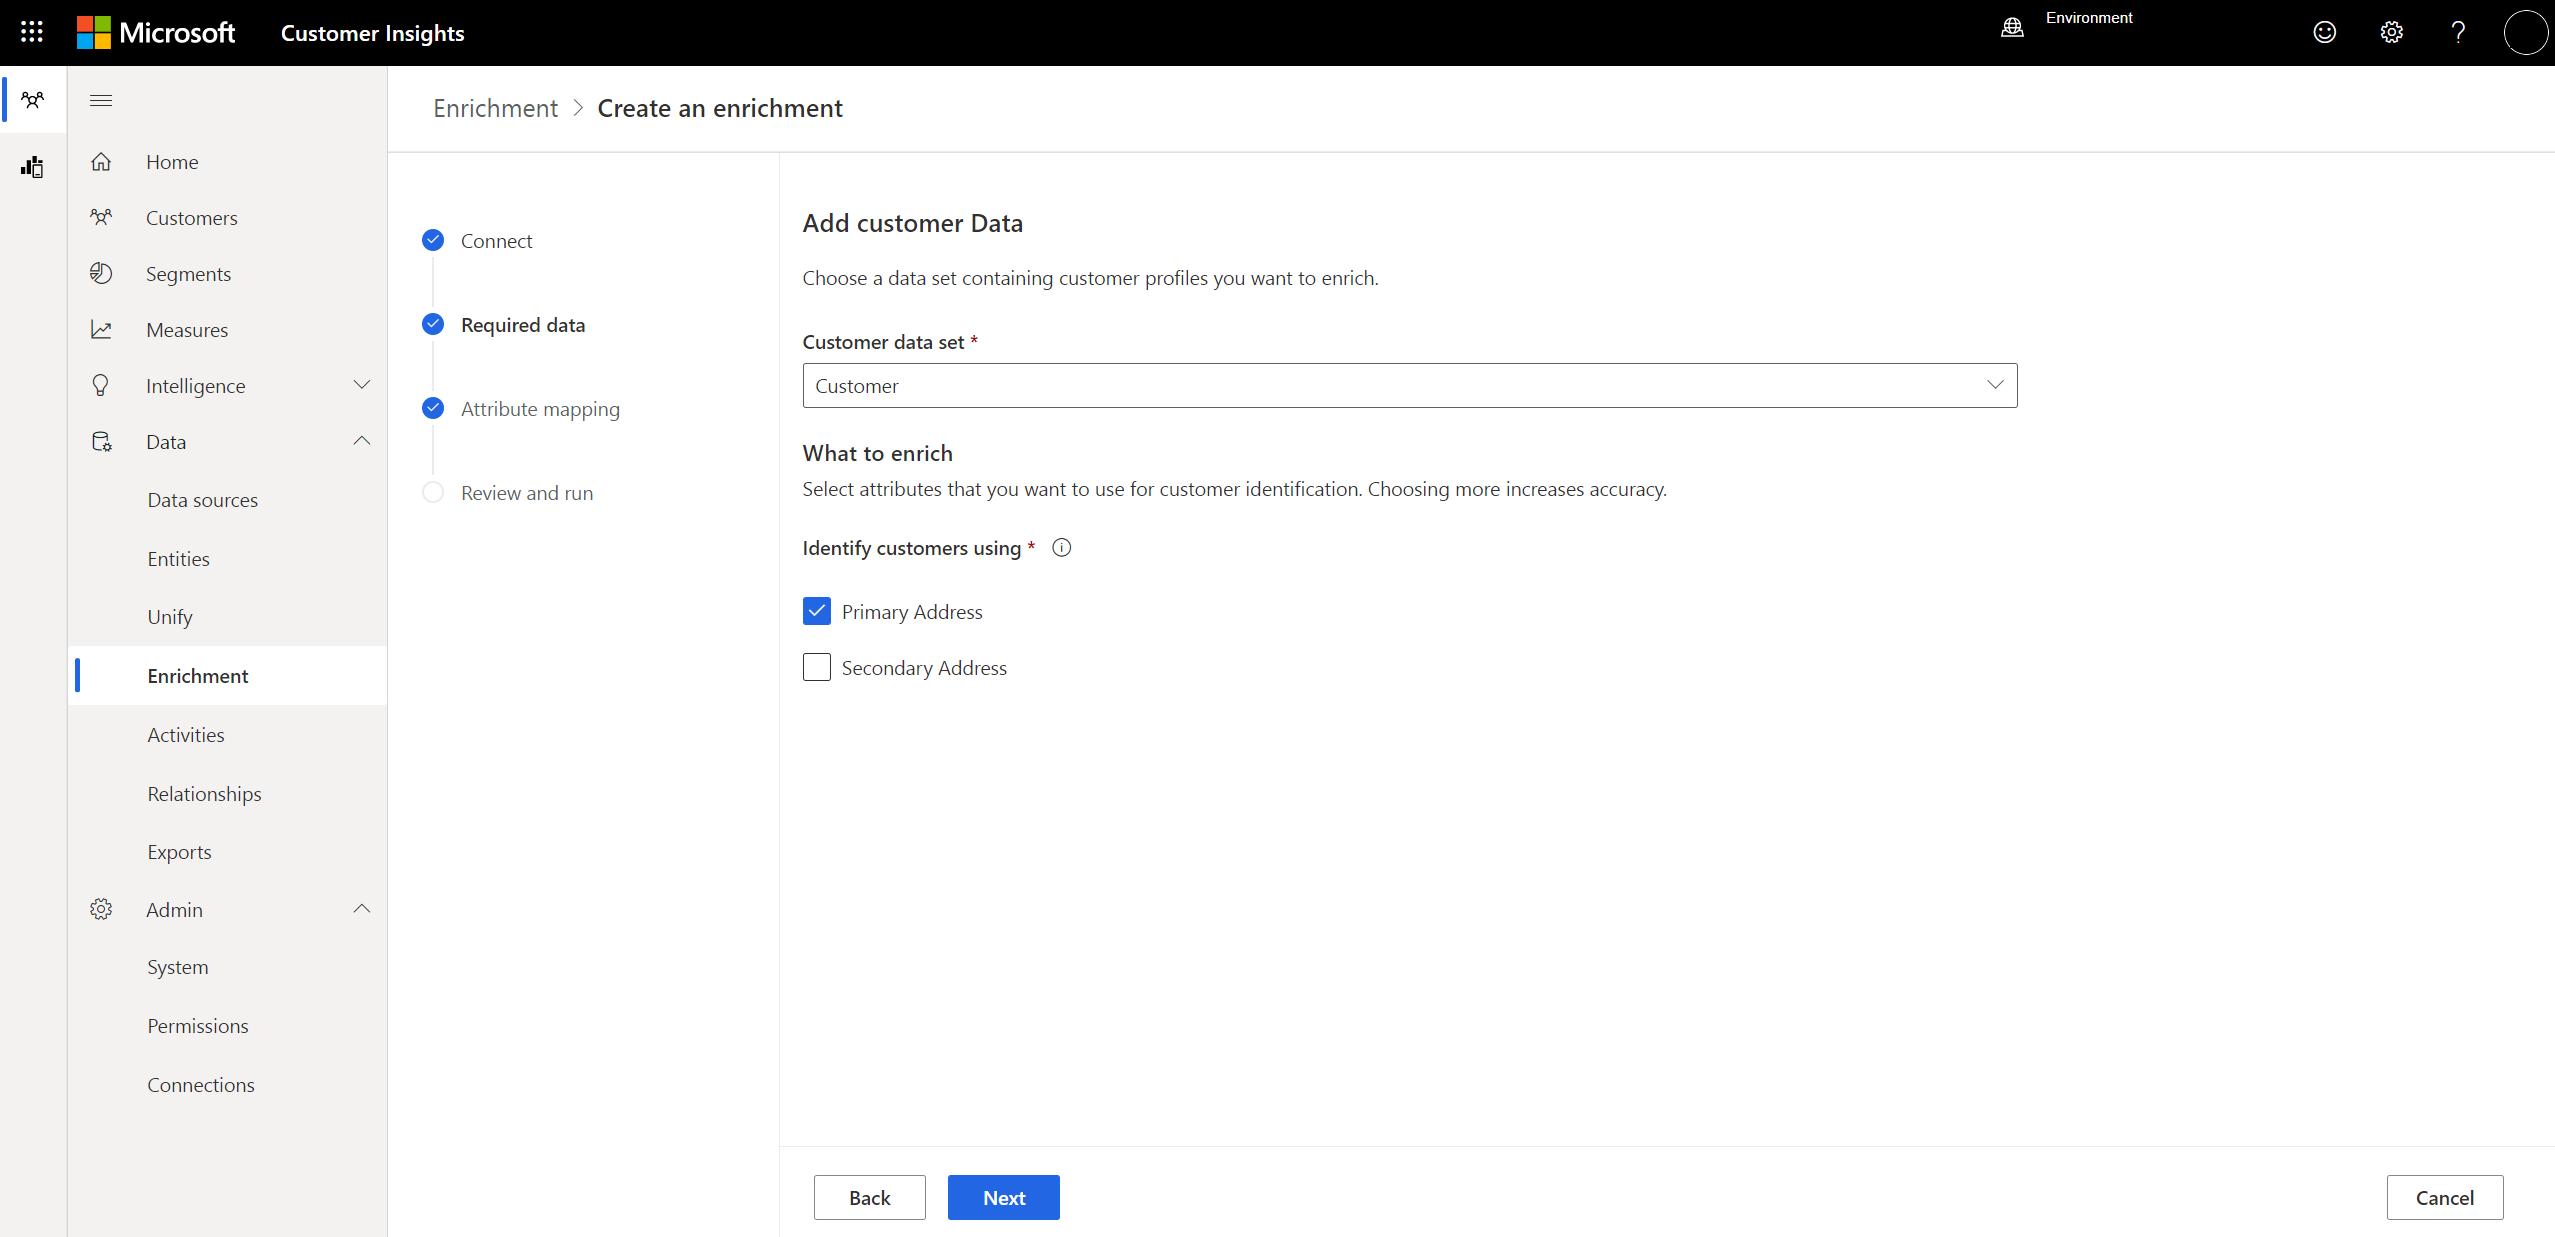 Microsoft
Customer Insights
Environment
Home
Customers
Segments
Measures
Intelligence
Data
Data sources
Entities
Unify
Enrichment
Activities
Relationships
Exports
Admin
System
Permissions
Connections
Enrichment > Create an enrichment
Connect
Required data
Attribute mapping
Review and run
Add customer Data
Choose a data set containing customer profiles you want to enrich.
Customer data set *
Customer
What to enrich
Select attributes that you want to use for customer identification. Choosing more increases accuracy.
Identify customers using *
Primary Address
Secondary Address
Back
Next
Cancel